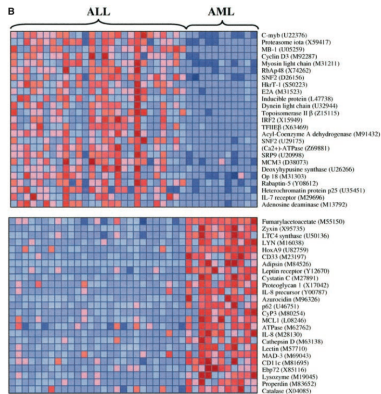 B
ALL AML
C-myb (U22376)
Proteasome iota (X59417)
MB-1 (U05259)
Cyclin D3 (M92287)
Myosin light chain (M31211)
RbAp48 (X74262)
SNF2 (D26156)
HkrT-1 (S50223)
E2A (M31523)
Inducible protein (L47738)
Dynein light chain (U32944)
Topoisomerase II β (Z15115)
IRF2 (X15949)
TFIIEβ (X63469)
Acyl-Coenzyme A dehydrogenase (M91432)
SNF2 (U29175)
(Ca2+)-ATPase (Z69881)
SRP9 (U20998)
MCM3 (D38073)
Deoxyhypusine synthase (U26266)
Op 18 (M31303)
Rabaptin-5 (Y08612)
Heterochromatin protein p25 (U35451)
IL-7 receptor (M29696)
Adenosine deaminase (M13792)
Fumarylacetoacetate (M55150)
Zyxin (X95735)
LTC4 synthase (U50136)
LYN (M16038)
HoxA9 (U82759)
CD33 (M23197)
Adipsin (M84526)
Leptin receptor (Y12670)
Cystatin C (M27891)
Proteoglycan 1 (X17042)
IL-8 precursor (Y00787)
Azurocidin (M96326)
p62 (U46751)
CyP3 (M80254)
MCL1 (L08246)
ATPase (M62762)
IL-8 (M28130)
Cathepsin D (M63138)
Lectin (M57710)
MAD-3 (M69043)
CD11c (M81695)
Ebp72 (X85116)
Lysozyme (M19045)
Properdin (M83652)
Catalase (X04085)